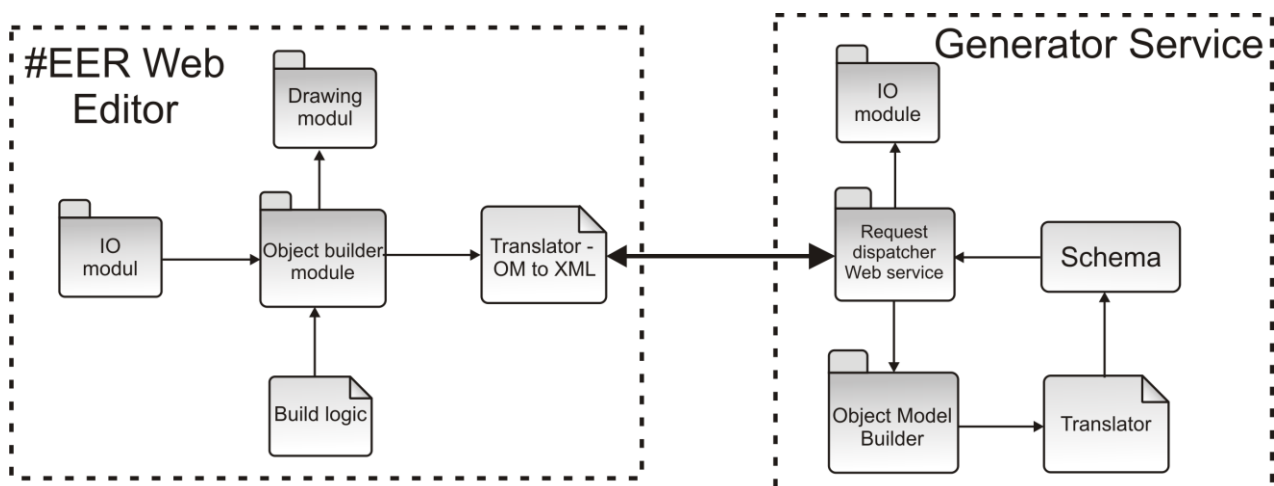 #EER Web
Editor
Drawing
modul
IO
modul
Object builder
module
Translator -
OM to XML
Build logic
Generator Service
IO
module
Request
dispatcher
Web service
Schema
Object Model
Builder
Translator